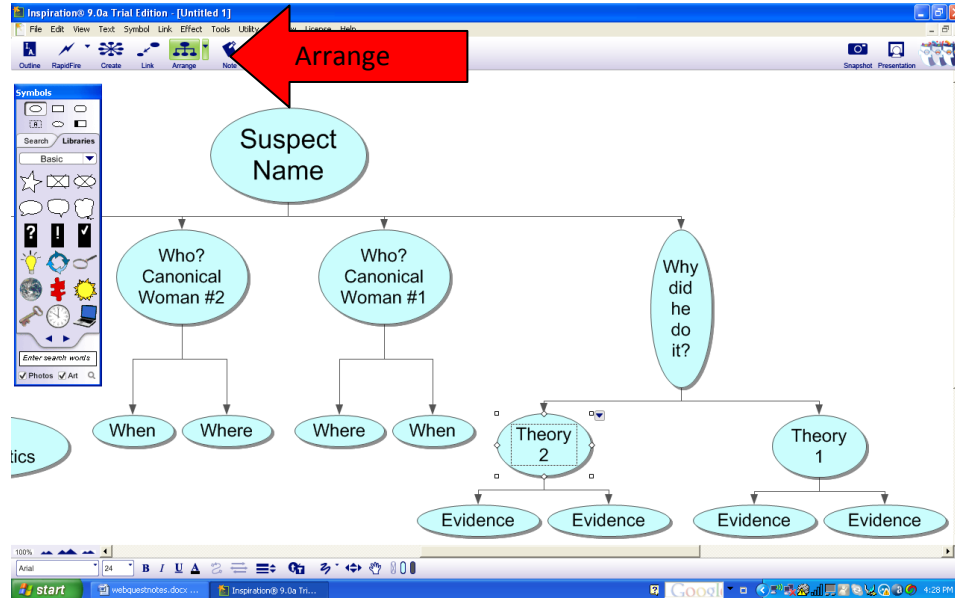 Inspiration® 9.0a Trial Edition - [Untitled 1]
File Edit View Text Symbol Link Effect Tools Utility License Help
Outline RapidFire Create Link Arrange Note
Arrange
Snapshot Presentation
Symbols
Search Libraries
Basic
? ! ✓
Enter search words
Photos Art
Suspect
Name
Who?
Canonical
Woman #2
Who?
Canonical
Woman #1
Why
did
he
do
it?
tics
When
Where
Where
When
Theory
2
Theory
1
Evidence
Evidence
Evidence
Evidence
100%
Arial 24 B I U A
start
webquestnotes.docx ...
Inspiration® 9.0a Tri...
Google
4:28 PM